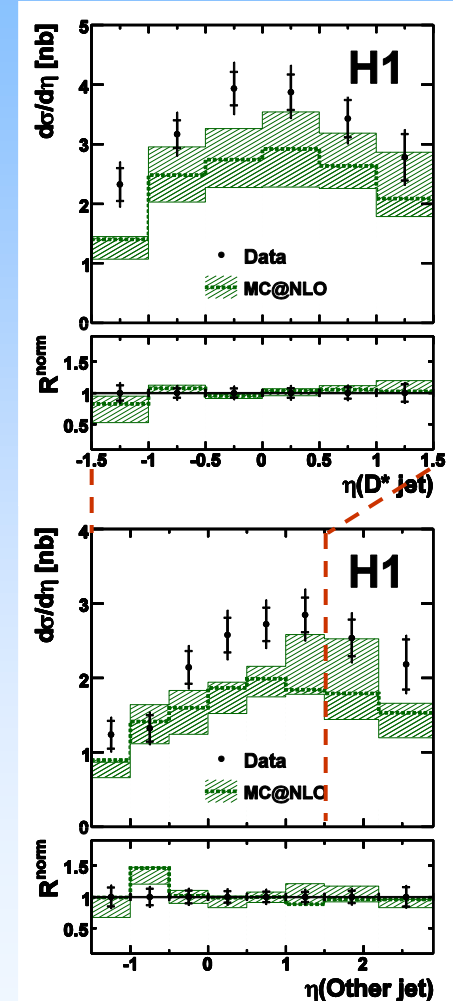 dσ/dη [nb]
H1
5
4
3
2
1
0
Data
MC@NLO
R^norm
1.5
1
0.5
-1.5 -1 -0.5 0 0.5 1 1.5
η(D* jet)
dσ/dη [nb]
H1
4
3
2
1
0
Data
MC@NLO
R^norm
1.5
1
0.5
-1 0 1 2
η(Other jet)